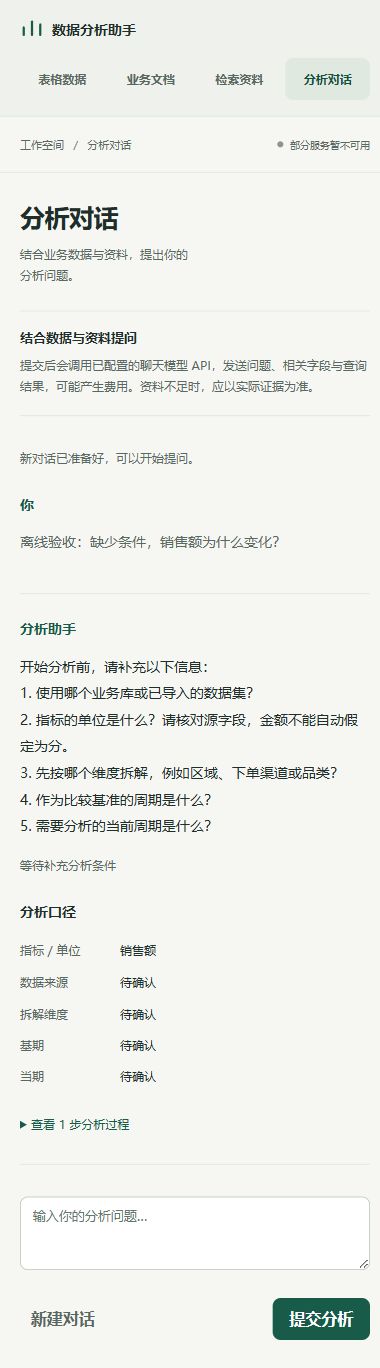 数据分析助手
表格数据 业务文档 检索资料 分析对话
工作空间 / 分析对话 部分服务暂不可用
分析对话
结合业务数据与资料，提出你的
分析问题。
结合数据与资料提问
提交后会调用已配置的聊天模型 API，发送问题、相关字段与查询
结果，可能产生费用。资料不足时，应以实际证据为准。
新对话已准备好，可以开始提问。
你
离线验收：缺少条件，销售额为什么变化？
分析助手
开始分析前，请补充以下信息：
1. 使用哪个业务库或已导入的数据集？
2. 指标的单位是什么？请核对源字段，金额不能自动假
定为分。
3. 先按哪个维度拆解，例如区域、下单渠道或品类？
4. 作为比较基准的周期是什么？
5. 需要分析的当前周期是什么？
等待补充分析条件
分析口径
指标 / 单位 销售额
数据来源 待确认
拆解维度 待确认
基期 待确认
当期 待确认
查看 1 步分析过程
输入你的分析问题...
新建对话 提交分析